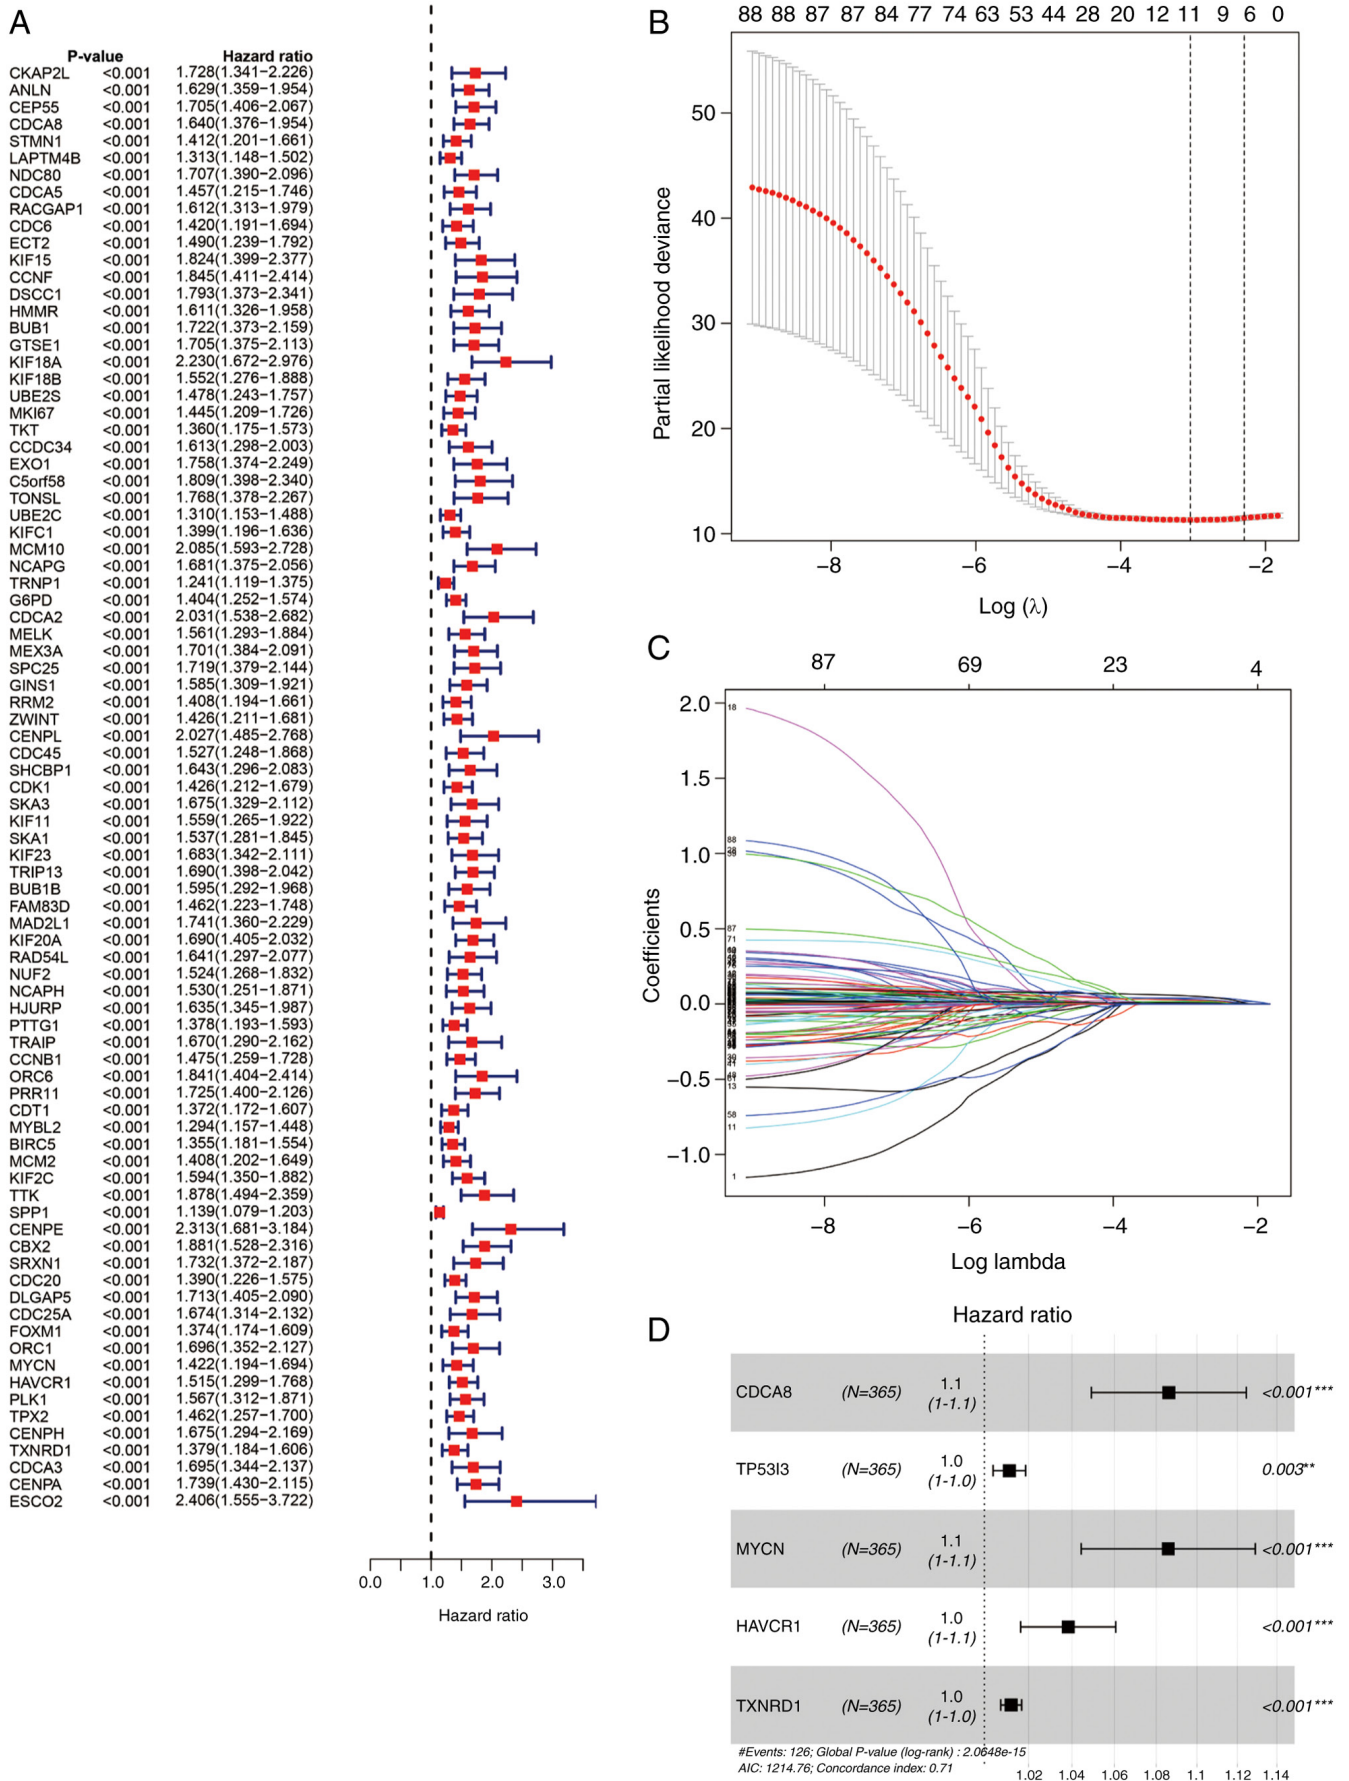 A
P-value Hazard ratio
CKAP2L <0.001 1.728(1.341–2.226)
ANLN <0.001 1.629(1.359–1.954)
CEP55 <0.001 1.705(1.406–2.067)
CDCA8 <0.001 1.640(1.376–1.954)
STMN1 <0.001 1.412(1.201–1.661)
LAPTM4B <0.001 1.313(1.148–1.502)
NDC80 <0.001 1.707(1.390–2.096)
CDCA5 <0.001 1.457(1.215–1.746)
RACGAP1 <0.001 1.612(1.313–1.979)
CDC6 <0.001 1.420(1.191–1.694)
ECT2 <0.001 1.490(1.239–1.792)
KIF15 <0.001 1.824(1.399–2.377)
CCNF <0.001 1.845(1.411–2.414)
DSCC1 <0.001 1.793(1.373–2.341)
HMMR <0.001 1.611(1.326–1.958)
BUB1 <0.001 1.722(1.373–2.159)
GTSE1 <0.001 1.705(1.375–2.113)
KIF18A <0.001 2.230(1.672–2.976)
KIF18B <0.001 1.552(1.276–1.888)
UBE2S <0.001 1.478(1.243–1.757)
MKI67 <0.001 1.445(1.209–1.726)
TKT <0.001 1.360(1.175–1.573)
CCDC34 <0.001 1.613(1.298–2.003)
EXO1 <0.001 1.758(1.374–2.249)
C5orf58 <0.001 1.809(1.398–2.340)
TONSL <0.001 1.768(1.378–2.267)
UBE2C <0.001 1.310(1.153–1.488)
KIFC1 <0.001 1.399(1.196–1.636)
MCM10 <0.001 2.085(1.593–2.728)
NCAPG <0.001 1.681(1.375–2.056)
TRNP1 <0.001 1.241(1.119–1.375)
G6PD <0.001 1.404(1.252–1.574)
CDCA2 <0.001 2.031(1.538–2.682)
MELK <0.001 1.561(1.293–1.884)
MEX3A <0.001 1.701(1.384–2.091)
SPC25 <0.001 1.719(1.379–2.144)
GINS1 <0.001 1.585(1.309–1.921)
RRM2 <0.001 1.408(1.194–1.661)
ZWINT <0.001 1.426(1.211–1.681)
CENPL <0.001 2.027(1.485–2.768)
CDC45 <0.001 1.527(1.248–1.868)
SHCBP1 <0.001 1.643(1.296–2.083)
CDK1 <0.001 1.426(1.212–1.679)
SKA3 <0.001 1.675(1.329–2.112)
KIF11 <0.001 1.559(1.265–1.922)
SKA1 <0.001 1.537(1.281–1.845)
KIF23 <0.001 1.683(1.342–2.111)
TRIP13 <0.001 1.690(1.398–2.042)
BUB1B <0.001 1.595(1.292–1.968)
FAM83D <0.001 1.462(1.223–1.748)
MAD2L1 <0.001 1.741(1.360–2.229)
KIF20A <0.001 1.690(1.405–2.032)
RAD54L <0.001 1.641(1.297–2.077)
NUF2 <0.001 1.524(1.268–1.832)
NCAPH <0.001 1.530(1.251–1.871)
HJURP <0.001 1.635(1.345–1.987)
PTTG1 <0.001 1.378(1.193–1.593)
TRAIP <0.001 1.670(1.290–2.162)
CCNB1 <0.001 1.475(1.259–1.728)
ORC6 <0.001 1.841(1.404–2.414)
PRR11 <0.001 1.725(1.400–2.126)
CDT1 <0.001 1.372(1.172–1.607)
MYBL2 <0.001 1.294(1.157–1.448)
BIRC5 <0.001 1.355(1.181–1.554)
MCM2 <0.001 1.408(1.202–1.649)
KIF2C <0.001 1.594(1.350–1.882)
TTK <0.001 1.878(1.494–2.359)
SPP1 <0.001 1.139(1.079–1.203)
CENPE <0.001 2.313(1.681–3.184)
CBX2 <0.001 1.881(1.528–2.316)
SRXN1 <0.001 1.732(1.372–2.187)
CDC20 <0.001 1.390(1.226–1.575)
DLGAP5 <0.001 1.713(1.405–2.090)
CDC25A <0.001 1.674(1.314–2.132)
FOXM1 <0.001 1.374(1.174–1.609)
ORC1 <0.001 1.696(1.352–2.127)
MYCN <0.001 1.422(1.194–1.694)
HAVCR1 <0.001 1.515(1.299–1.768)
PLK1 <0.001 1.567(1.312–1.871)
TPX2 <0.001 1.462(1.257–1.700)
CENPH <0.001 1.675(1.294–2.169)
TXNRD1 <0.001 1.379(1.184–1.606)
CDCA3 <0.001 1.695(1.344–2.137)
CENPA <0.001 1.739(1.430–2.115)
ESCO2 <0.001 2.406(1.555–3.722)
0.0 1.0 2.0 3.0
Hazard ratio
B
88 88 87 87 84 77 74 63 53 44 28 20 12 11 9 6 0
Partial likelihood deviance
50
40
30
20
10
−8 −6 −4 −2
Log (λ)
C
87 69 23 4
Coefficients
2.0
1.5
1.0
0.5
0.0
−0.5
−1.0
18
88
87
71
13
58
11
1
−8 −6 −4 −2
Log lambda
D
Hazard ratio
CDCA8 (N=365) 1.1 (1-1.1) <0.001***
TP53I3 (N=365) 1.0 (1-1.0) 0.003**
MYCN (N=365) 1.1 (1-1.1) <0.001***
HAVCR1 (N=365) 1.0 (1-1.1) <0.001***
TXNRD1 (N=365) 1.0 (1-1.0) <0.001***
#Events: 126; Global P-value (log-rank) : 2.0648e-15
AIC: 1214.76; Concordance index: 0.71
1.02 1.04 1.06 1.08 1.1 1.12 1.14